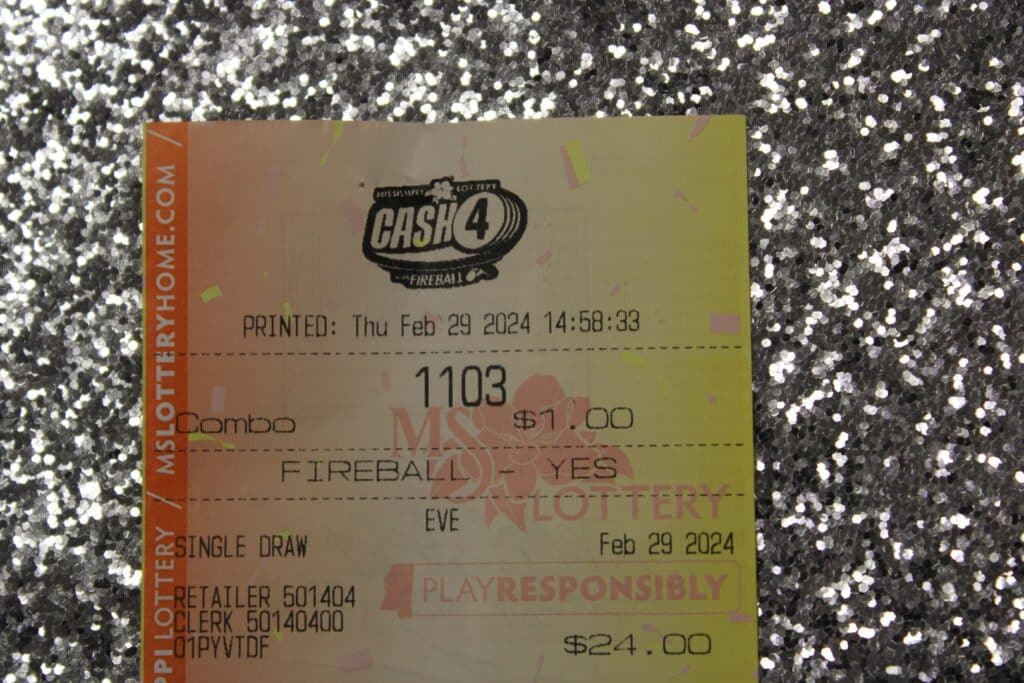 MISSISSIPPI LOTTERY
CASH 4
with FIREBALL
PRINTED: Thu Feb 29 2024 14:58:33
1103
Combo $1.00
FIREBALL - YES
EVE
SINGLE DRAW Feb 29 2024
RETAILER 501404
CLERK 50140400
01PYVTDF
$24.00
MS
LOTTERY
PLAYRESPONSIBLY
PPI LOTTERY / MSLOTTERYHOME.COM /